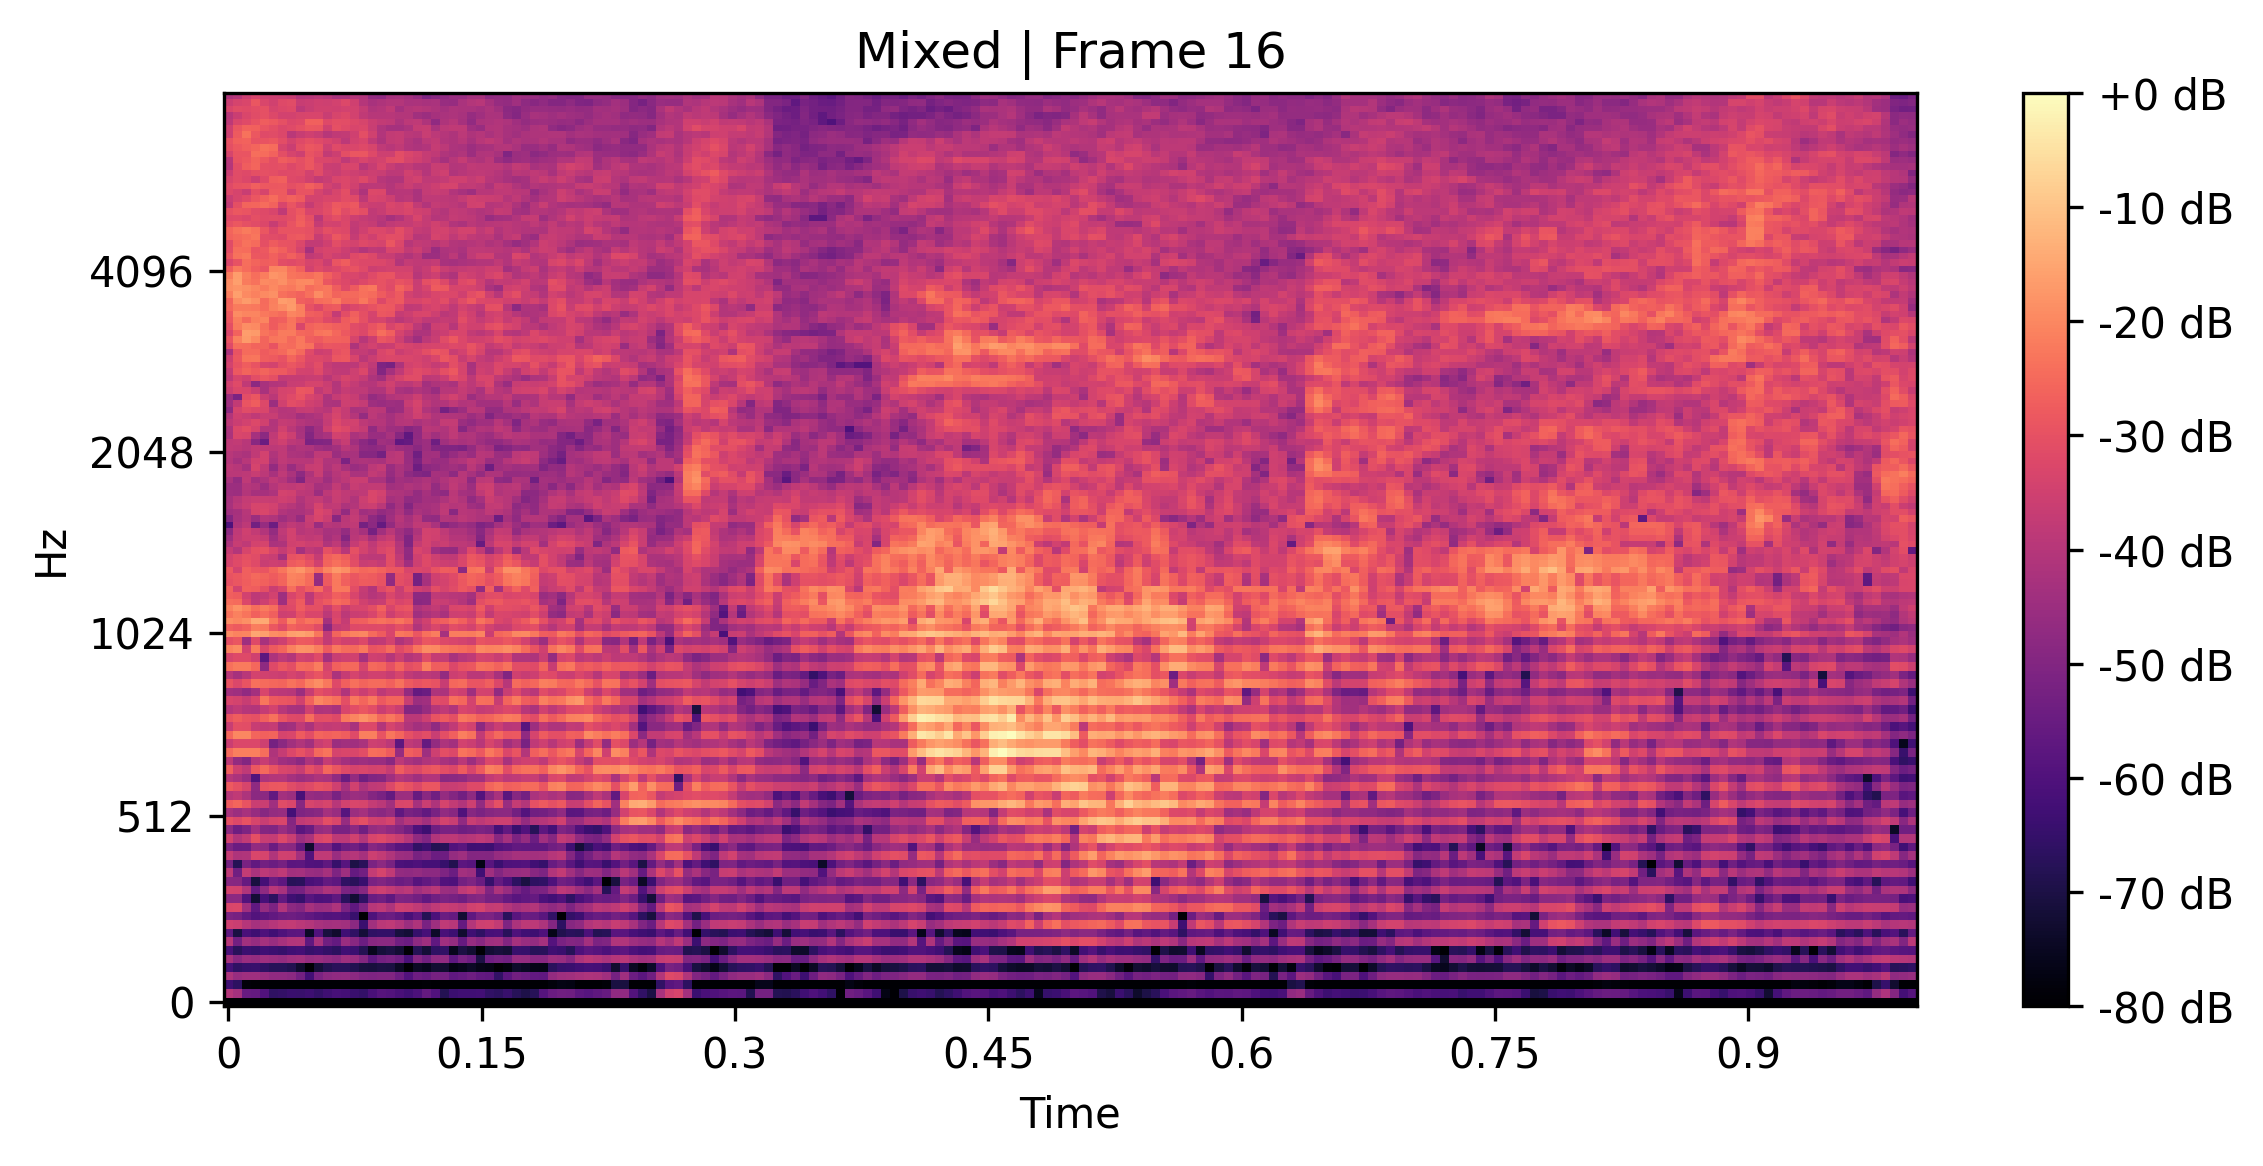 Mixed | Frame 16
+0 dB
-10 dB
-20 dB
-30 dB
-40 dB
-50 dB
-60 dB
-70 dB
-80 dB
Hz
4096
2048
1024
512
0
0 0.15 0.3 0.45 0.6 0.75 0.9
Time